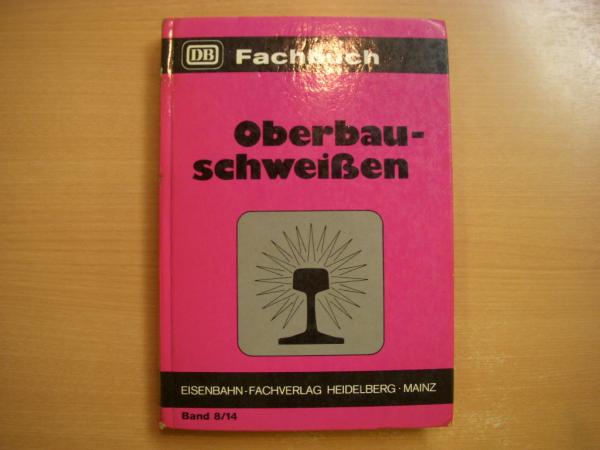 DB Fachbuch
Oberbau-
schweißen
EISENBAHN-FACHVERLAG HEIDELBERG · MAINZ
Band 8/14